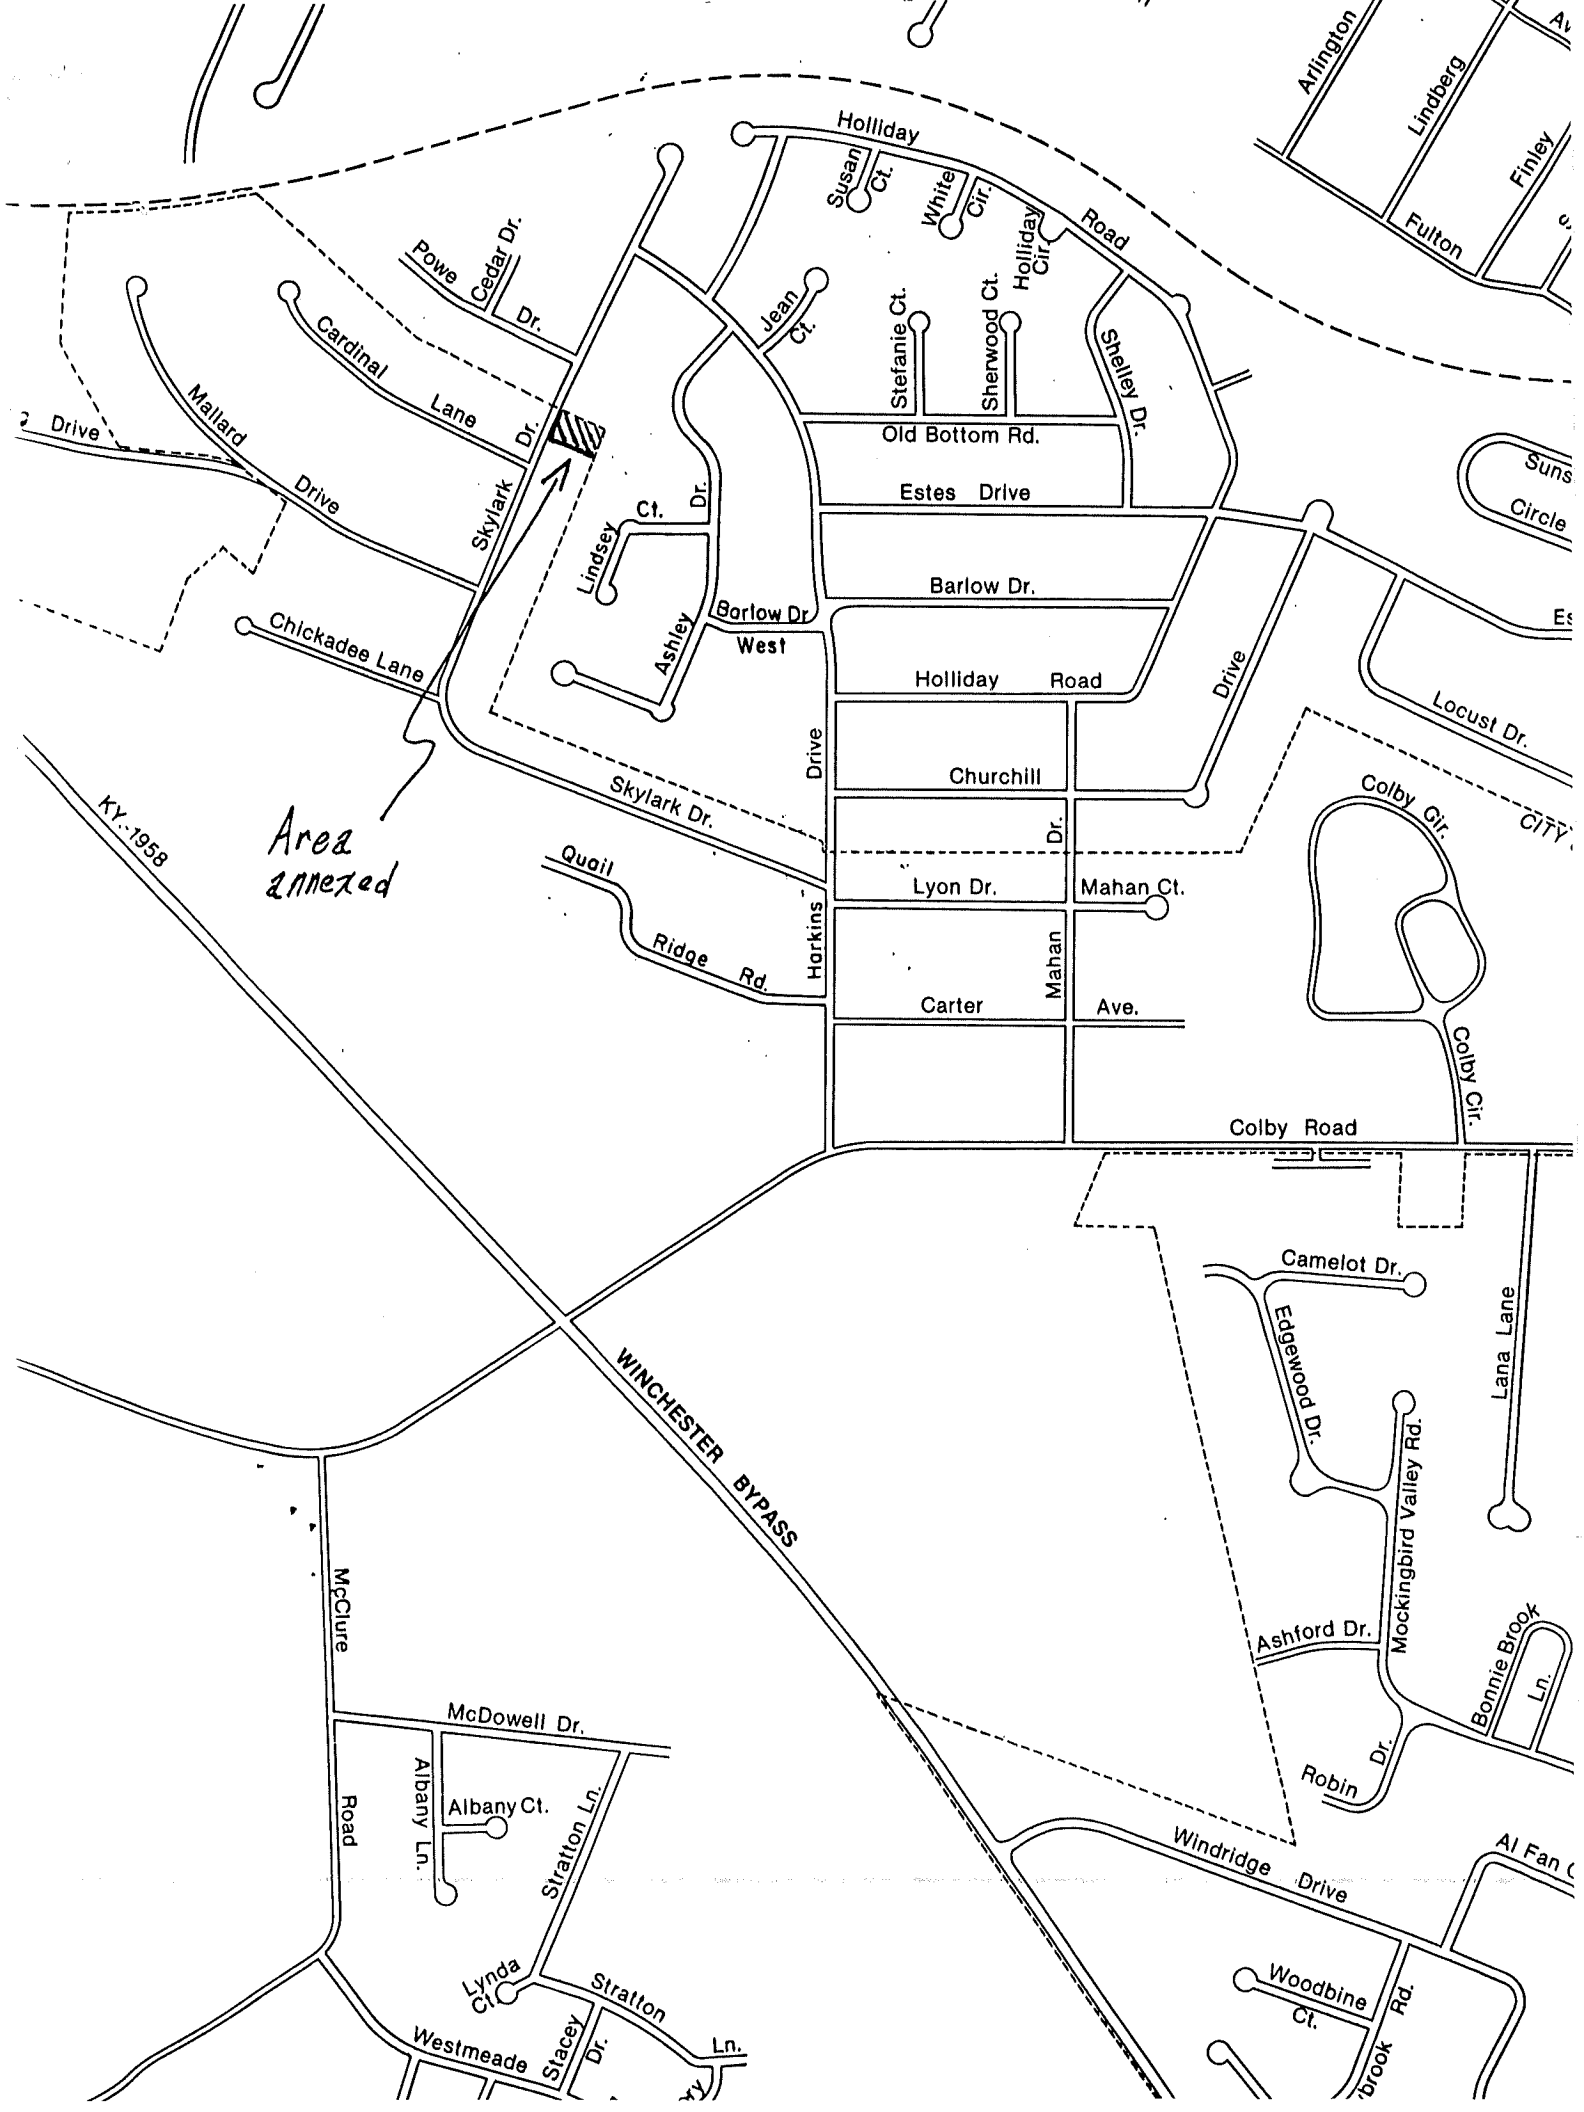 Arlington
Lindberg
Finley
Fulton
Holliday
Road
Susan
Ct.
White
Cir.
Holliday
Cir.
Powe
Dr.
Cedar Dr.
Jean
Ct.
Stefanie Ct.
Sherwood Ct.
Shelley Dr.
Cardinal
Lane
Mallard
Drive
Drive
Skylark
Dr.
Old Bottom Rd.
Estes Drive
Suns
Circle
Lindsey
Ct.
Ashley
Dr.
Barlow Dr.
Barlow Dr
West
Chickadee Lane
Holliday Road
Drive
Es
Locust Dr.
Skylark Dr.
Harkins
Drive
Churchill
Colby Cir.
CITY
KY.-1958
Area
annexed
Quail
Ridge Rd.
Lyon Dr.
Mahan Ct.
Mahan
Dr.
Carter Ave.
Colby Cir.
Colby Road
Camelot Dr.
Edgewood Dr.
Lana Lane
WINCHESTER BYPASS
Mockingbird Valley Rd.
Ashford Dr.
Bonnie Brook
Ln.
Robin
Dr.
McClure
Road
McDowell Dr.
Albany Ln.
Albany Ct.
Stratton Ln.
Windridge Drive
Al Fan
Lynda
Ct.
Stratton
Ln.
Stacey
Dr.
Westmeade
Woodbine
Ct.
brook
Rd.